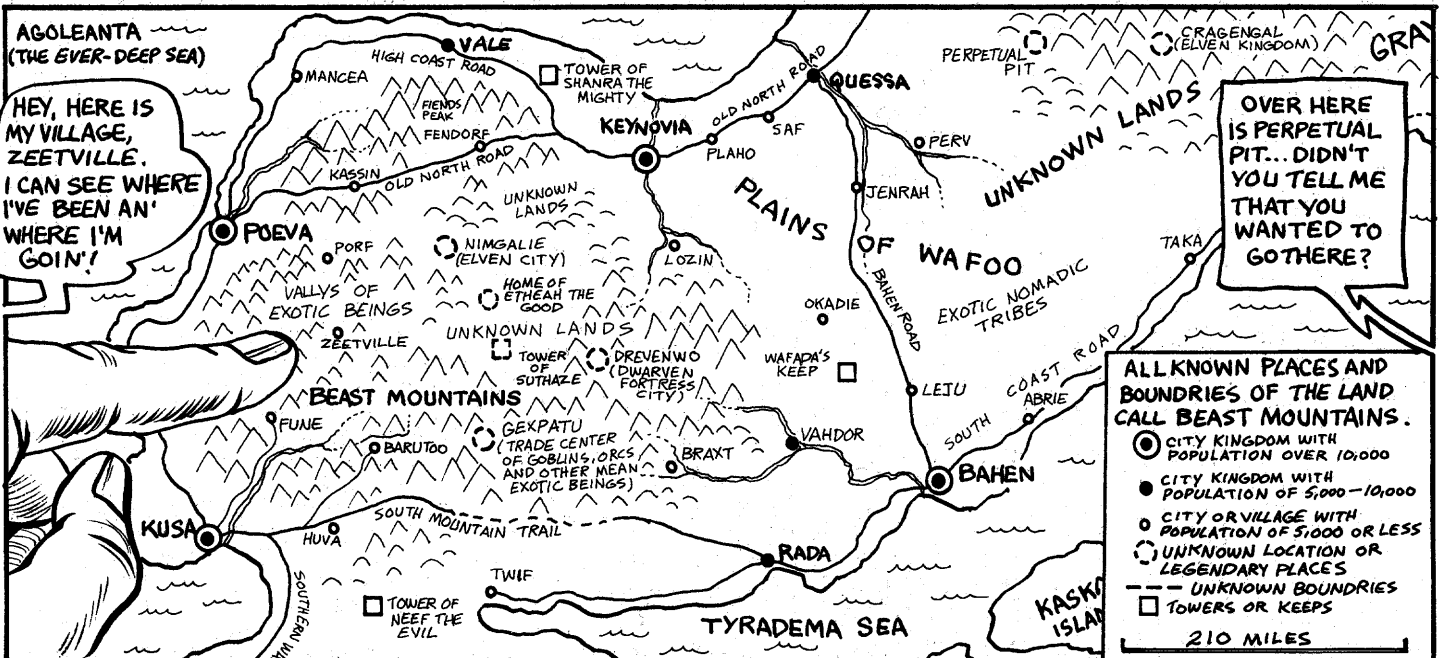 AGOLEANTA
(THE EVER-DEEP SEA)
HEY, HERE IS
MY VILLAGE,
ZEETVILLE.
I CAN SEE WHERE
I'VE BEEN AN'
WHERE I'M
GOIN'!
VALE
HIGH COAST ROAD
MANCEA
TOWER OF
SHANRA THE
MIGHTY
FIENDS
PEAK
FENDORF
KASSIN
OLD NORTH ROAD
KEYNOVIA
PLAHO
OLD NORTH ROAD
SAF
QUESSA
PERV
JENRAH
PERPETUAL
PIT
CRAGENGAL
(ELVEN KINGDOM)
UNKNOWN LANDS
OVER HERE
IS PERPETUAL
PIT... DIDN'T
YOU TELL ME
THAT YOU
WANTED TO
GOTHERE?
POEVA
PORF
UNKNOWN
LANDS
NIMGALIE
(ELVEN CITY)
LOZIN
PLAINS OF WAFOO
TAKA
VALLYS OF
EXOTIC BEINGS
HOME OF
ETHEAH THE
GOOD
ZEETVILLE
UNKNOWN LANDS
TOWER
OF
SUTHAZE
DREVENWO
(DWARVEN
FORTRESS
CITY)
OKADIE
WAFADA'S
KEEP
BAHEN ROAD
EXOTIC NOMADIC
TRIBES
BEAST MOUNTAINS
FUNE
BARUTOO
GEXPATU
(TRADE CENTER
OF GOBLINS, ORCS
AND OTHER MEAN
EXOTIC BEINGS)
BRAXT
VAHDOR
LEJU
SOUTH COAST ROAD
ABRIE
BAHEN
KUSA
HUVA
SOUTH MOUNTAIN TRAIL
RADA
TWIF
TOWER OF
NEEF THE
EVIL
TYRADEMA SEA
ALL KNOWN PLACES AND
BOUNDRIES OF THE LAND
CALL BEAST MOUNTAINS.
CITY KINGDOM WITH
POPULATION OVER 10,000
CITY KINGDOM WITH
POPULATION OF 5,000-10,000
CITY OR VILLAGE WITH
POPULATION OF 5,000 OR LESS
UNKNOWN LOCATION OR
LEGENDARY PLACES
UNKNOWN BOUNDRIES
TOWERS OR KEEPS
210 MILES